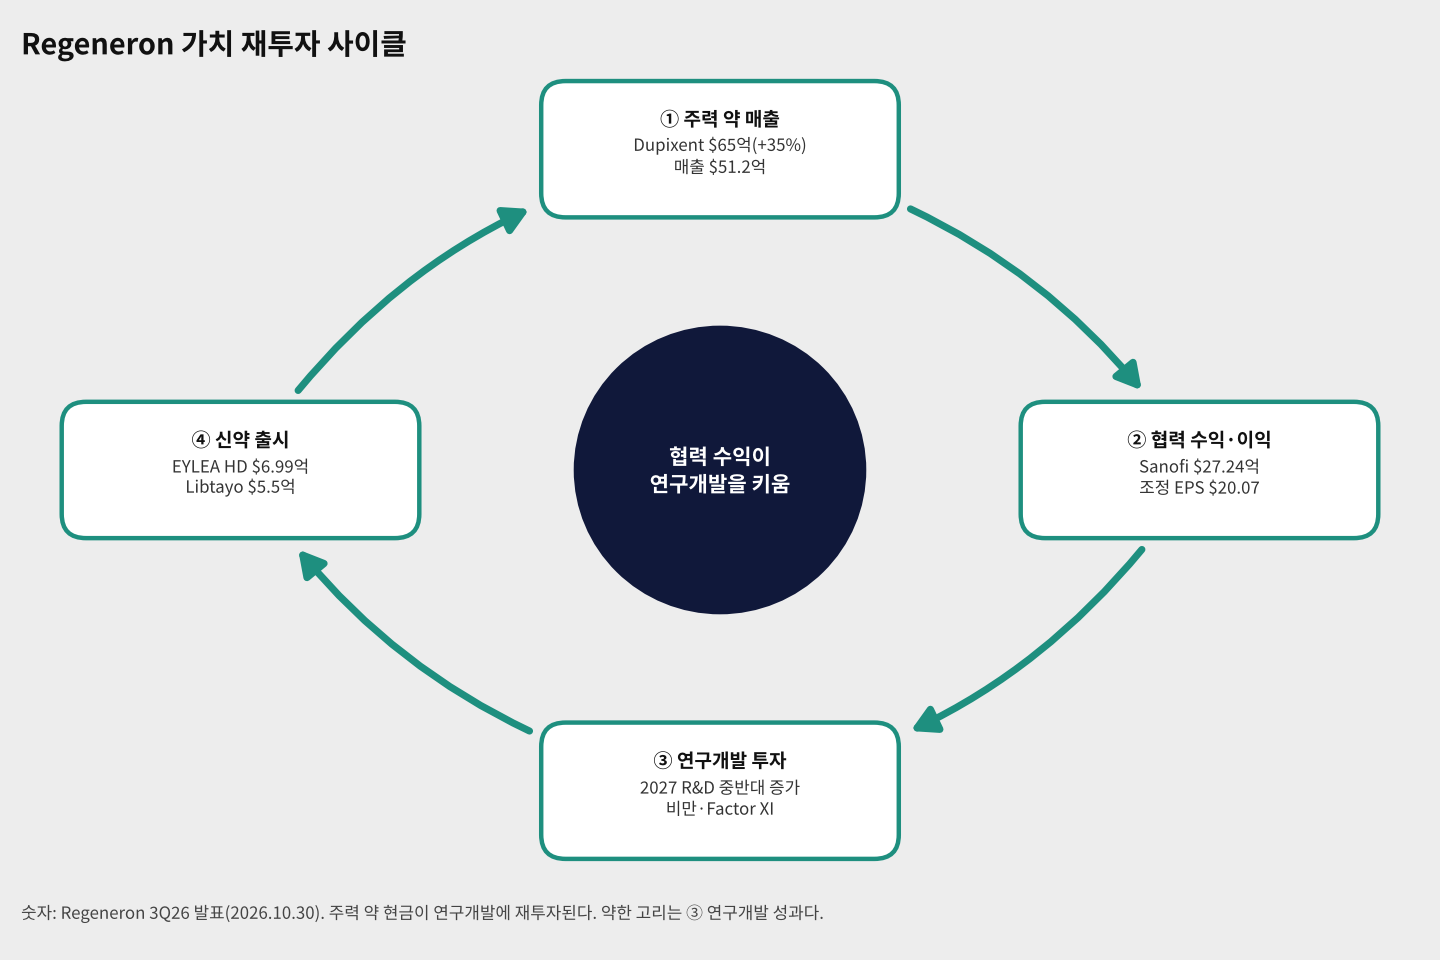 Regeneron 가치 재투자 사이클
① 주력 약 매출
Dupixent $65억(+35%)
매출 $51.2억
④ 신약 출시
EYLEA HD $6.99억
Libtayo $5.5억
협력 수익이
연구개발을 키움
② 협력 수익·이익
Sanofi $27.24억
조정 EPS $20.07
③ 연구개발 투자
2027 R&D 중반대 증가
비만·Factor XI
숫자: Regeneron 3Q26 발표(2026.10.30). 주력 약 현금이 연구개발에 재투자된다. 약한 고리는 ③ 연구개발 성과다.